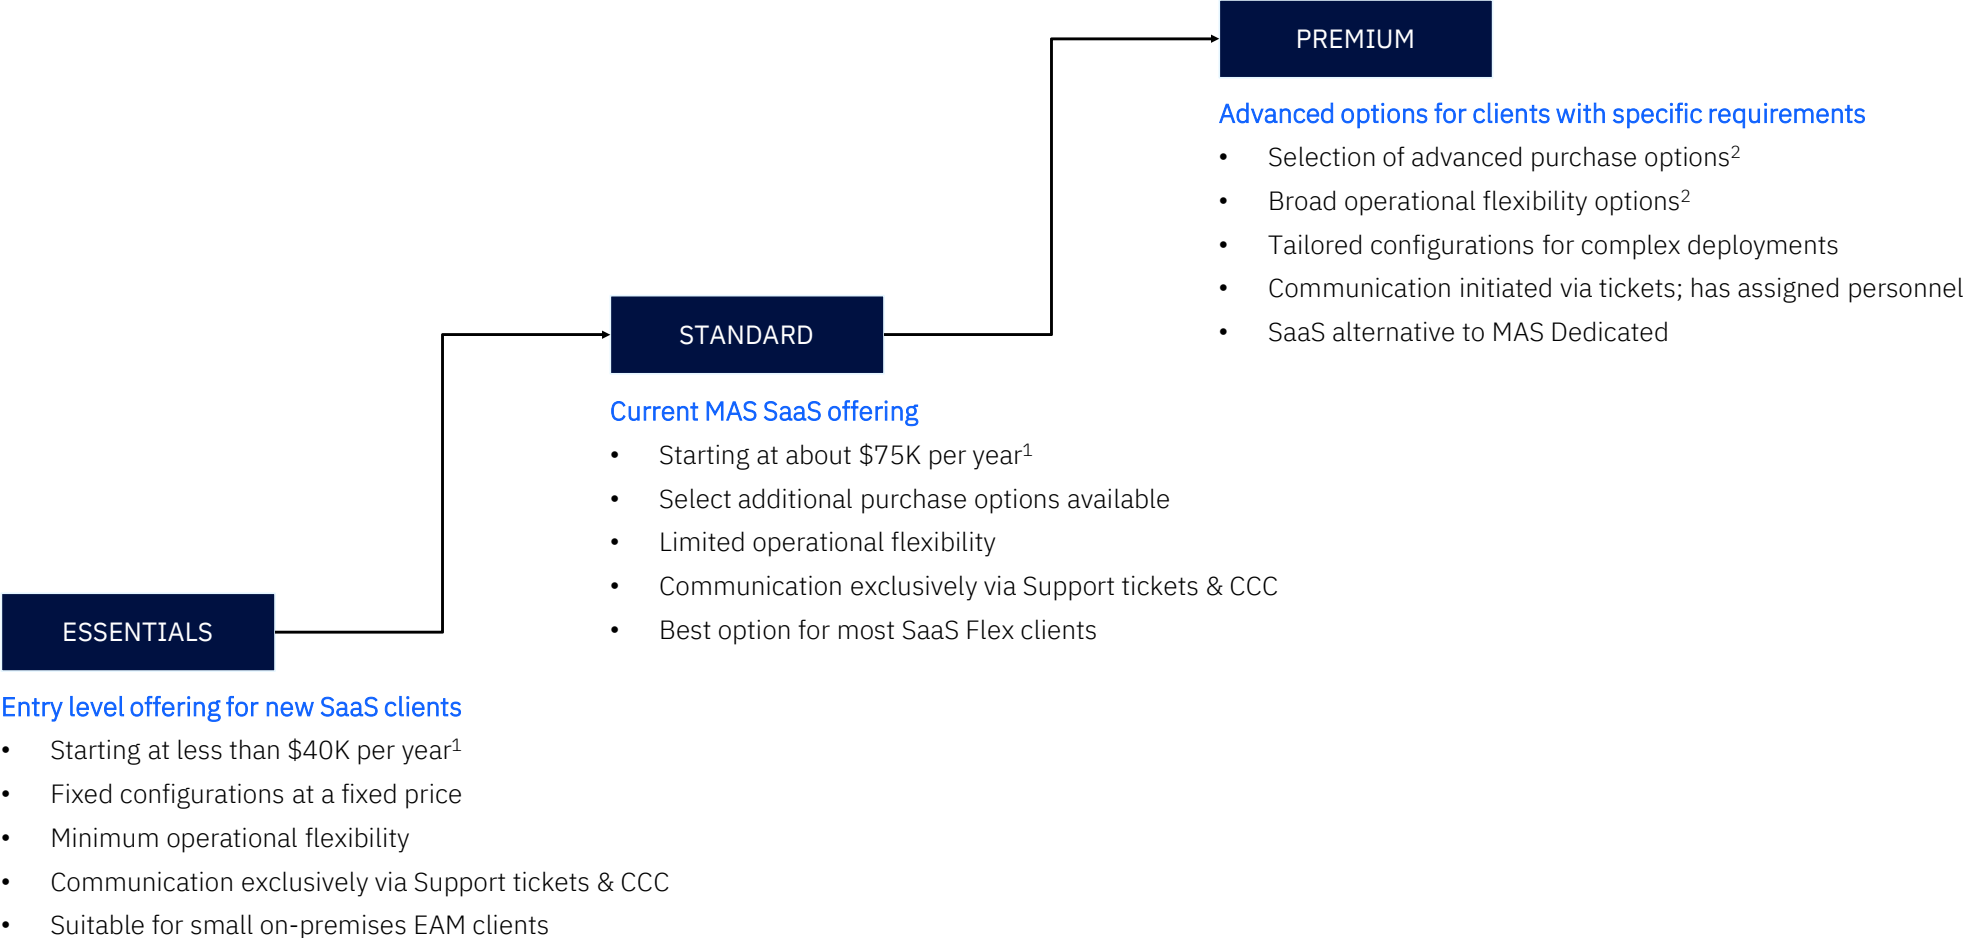 PREMIUM
Advanced options for clients with specific requirements
• Selection of advanced purchase options²
• Broad operational flexibility options²
• Tailored configurations for complex deployments
• Communication initiated via tickets; has assigned personnel
• SaaS alternative to MAS Dedicated
STANDARD
Current MAS SaaS offering
• Starting at about $75K per year¹
• Select additional purchase options available
• Limited operational flexibility
• Communication exclusively via Support tickets & CCC
• Best option for most SaaS Flex clients
ESSENTIALS
Entry level offering for new SaaS clients
• Starting at less than $40K per year¹
• Fixed configurations at a fixed price
• Minimum operational flexibility
• Communication exclusively via Support tickets & CCC
• Suitable for small on-premises EAM clients